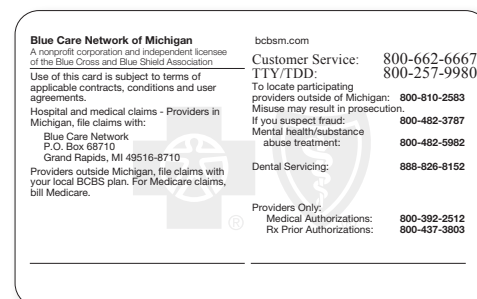 Blue Care Network of Michigan
A nonprofit corporation and independent licensee
of the Blue Cross and Blue Shield Association
Use of this card is subject to terms of
applicable contracts, conditions and user
agreements.
Hospital and medical claims - Providers in
Michigan, file claims with:
Blue Care Network
P.O. Box 68710
Grand Rapids, MI 49516-8710
Providers outside Michigan, file claims with
your local BCBS plan. For Medicare claims,
bill Medicare.
bcbsm.com
Customer Service: 800-662-6667
TTY/TDD: 800-257-9980
To locate participating
providers outside of Michigan: 800-810-2583
Misuse may result in prosecution.
If you suspect fraud: 800-482-3787
Mental health/substance
abuse treatment: 800-482-5982
Dental Servicing: 888-826-8152
Providers Only:
Medical Authorizations: 800-392-2512
Rx Prior Authorizations: 800-437-3803
®